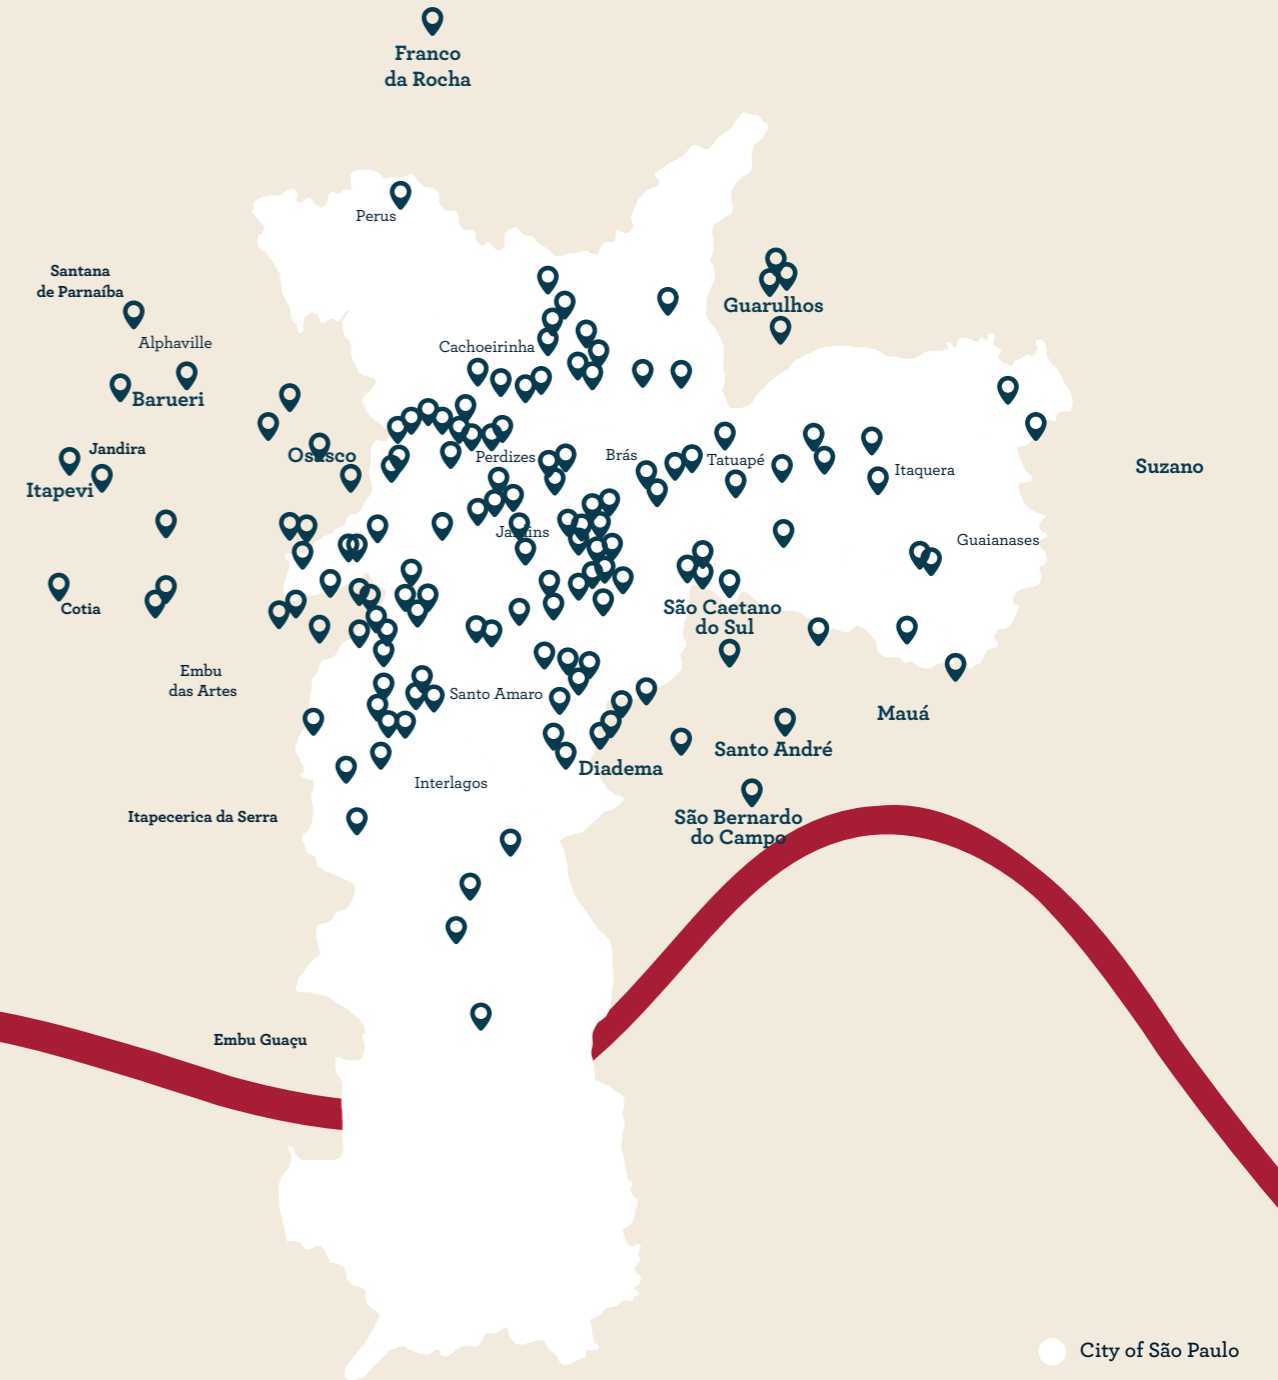 Franco
da Rocha
Perus
Santana
de Parnaíba
Guarulhos
Alphaville
Cachoeirinha
Barueri
Jandira
Osasco
Perdizes
Brás
Tatuapé
Itaquera
Suzano
Itapevi
Jardins
Guaianases
Cotia
São Caetano
do Sul
Embu
das Artes
Santo Amaro
Mauá
Santo André
Diadema
Interlagos
Itapecerica da Serra
São Bernardo
do Campo
Embu Guaçu
City of São Paulo